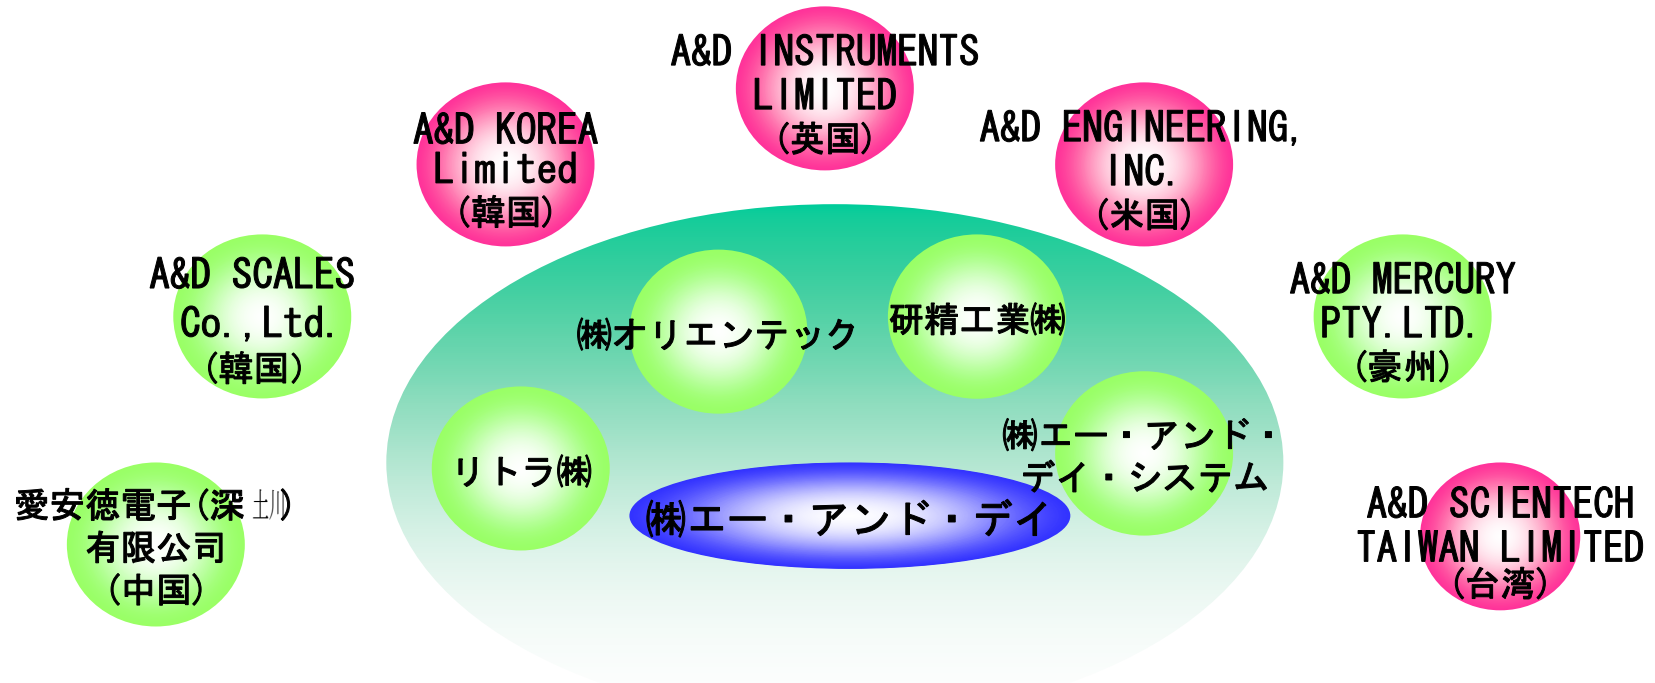 A&D INSTRUMENTS
LIMITED
(英国)
A&D KOREA
Limited
(韓国)
A&D ENGINEERING,
INC.
(米国)
A&D SCALES
Co.,Ltd.
(韓国)
A&D MERCURY
PTY.LTD.
(豪州)
㈱オリエンテック
研精工業㈱
リトラ㈱
㈱エー・アンド・
デイ・システム
㈱エー・アンド・デイ
愛安徳電子(深土川)
有限公司
(中国)
A&D SCIENTECH
TAIWAN LIMITED
(台湾)